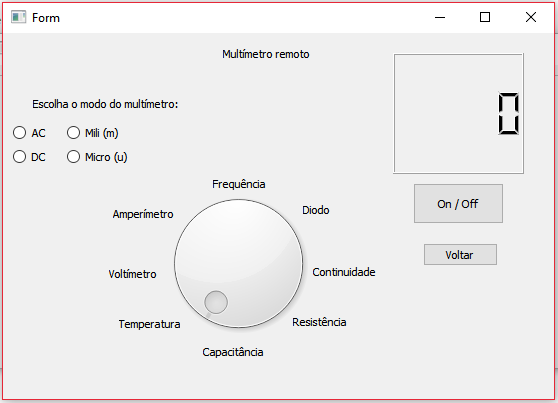 Form
Multímetro remoto
Escolha o modo do multímetro:
AC
Mili (m)
DC
Micro (u)
0
On / Off
Voltar
Frequência
Amperímetro
Diodo
Voltímetro
Continuidade
Temperatura
Resistência
Capacitância